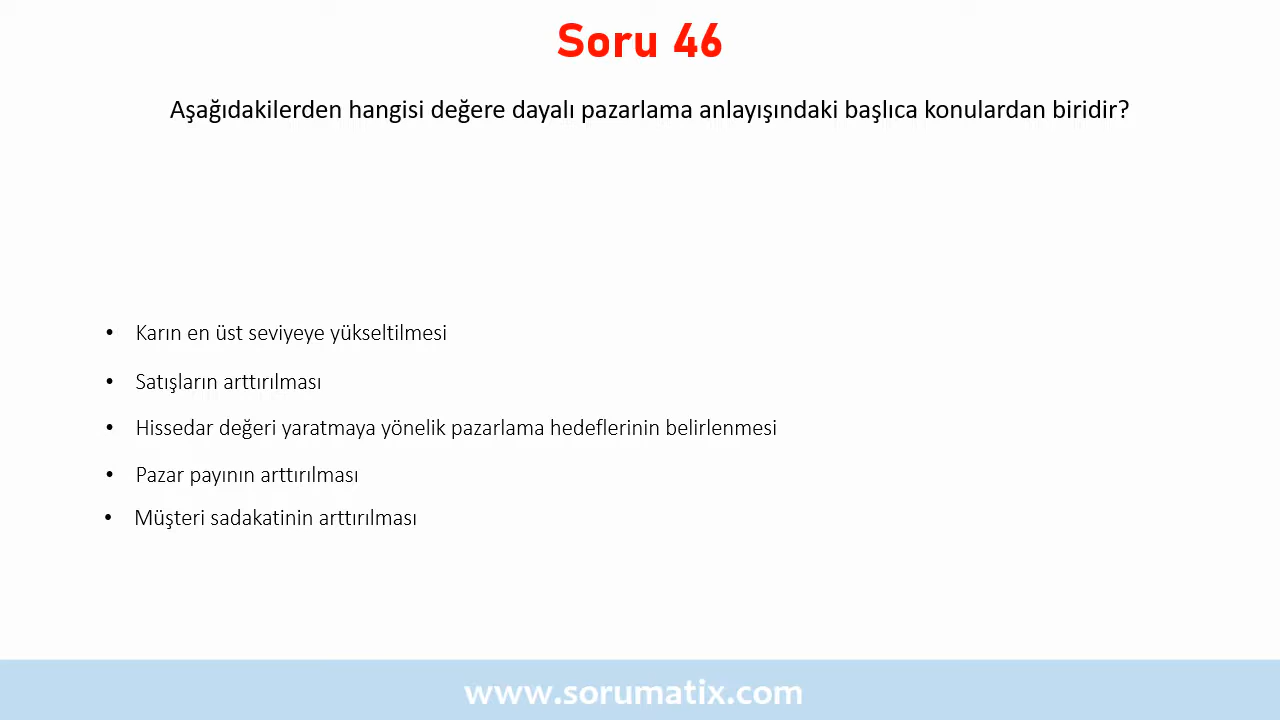 Soru 46
Aşağıdakilerden hangisi değere dayalı pazarlama anlayışındaki başlıca konulardan biridir?
• Karın en üst seviyeye yükseltilmesi
• Satışların arttırılması
• Hissedar değeri yaratmaya yönelik pazarlama hedeflerinin belirlenmesi
• Pazar payının arttırılması
• Müşteri sadakatinin arttırılması
www.sorumatix.com